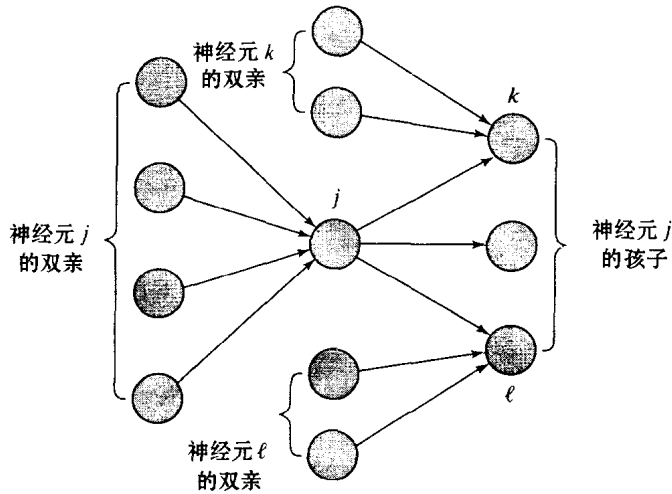 神经元 k
的双亲
k
j
神经元 j
的双亲
神经元 j
的孩子
ℓ
神经元 ℓ
的双亲